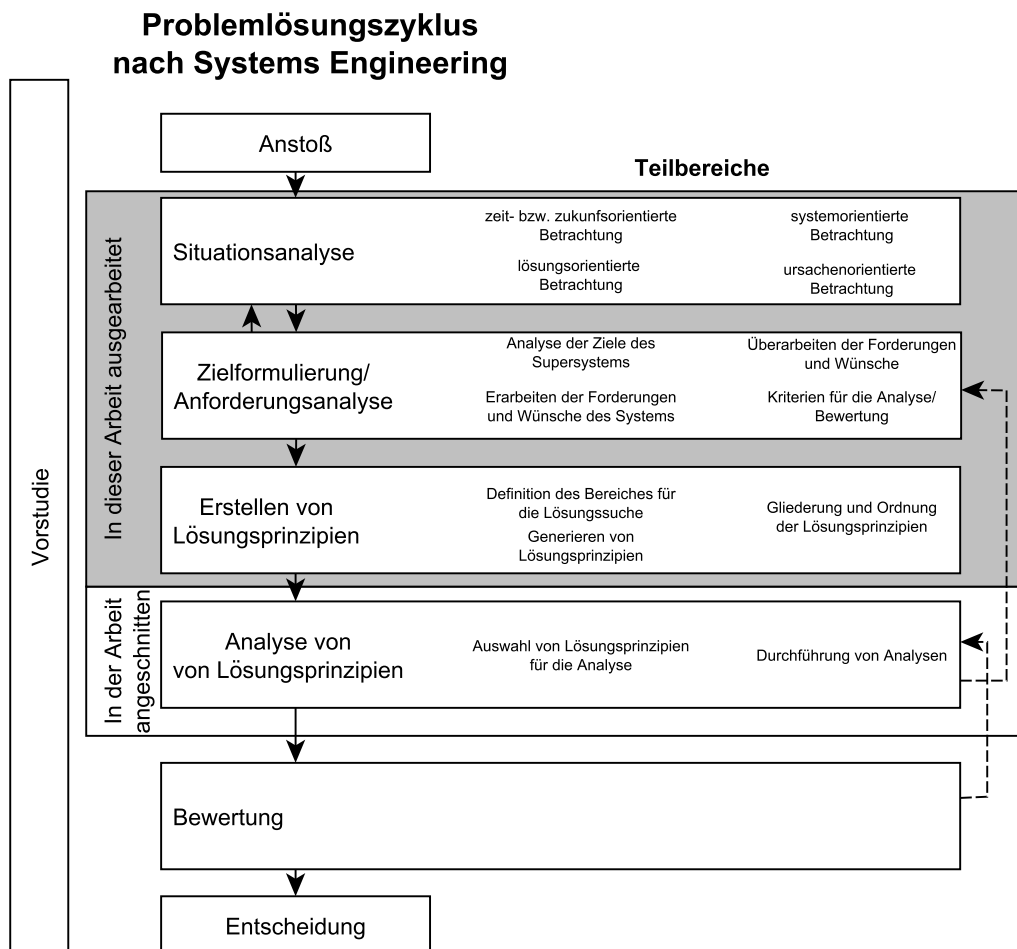 Problemlösungszyklus
nach Systems Engineering
Vorstudie
Anstoß
Teilbereiche
In dieser Arbeit ausgearbeitet
Situationsanalyse
zeit- bzw. zukunfsorientierte
Betrachtung
systemorientierte
Betrachtung
lösungsorientierte
Betrachtung
ursachenorientierte
Betrachtung
Zielformulierung/
Anforderungsanalyse
Analyse der Ziele des
Supersystems
Überarbeiten der Forderungen
und Wünsche
Erarbeiten der Forderungen
und Wünsche des Systems
Kriterien für die Analyse/
Bewertung
Erstellen von
Lösungsprinzipien
Definition des Bereiches für
die Lösungssuche
Generieren von
Lösungsprinzipien
Gliederung und Ordnung
der Lösungsprinzipien
In der Arbeit
angeschnitten
Analyse von
von Lösungsprinzipien
Auswahl von Lösungsprinzipien
für die Analyse
Durchführung von Analysen
Bewertung
Entscheidung